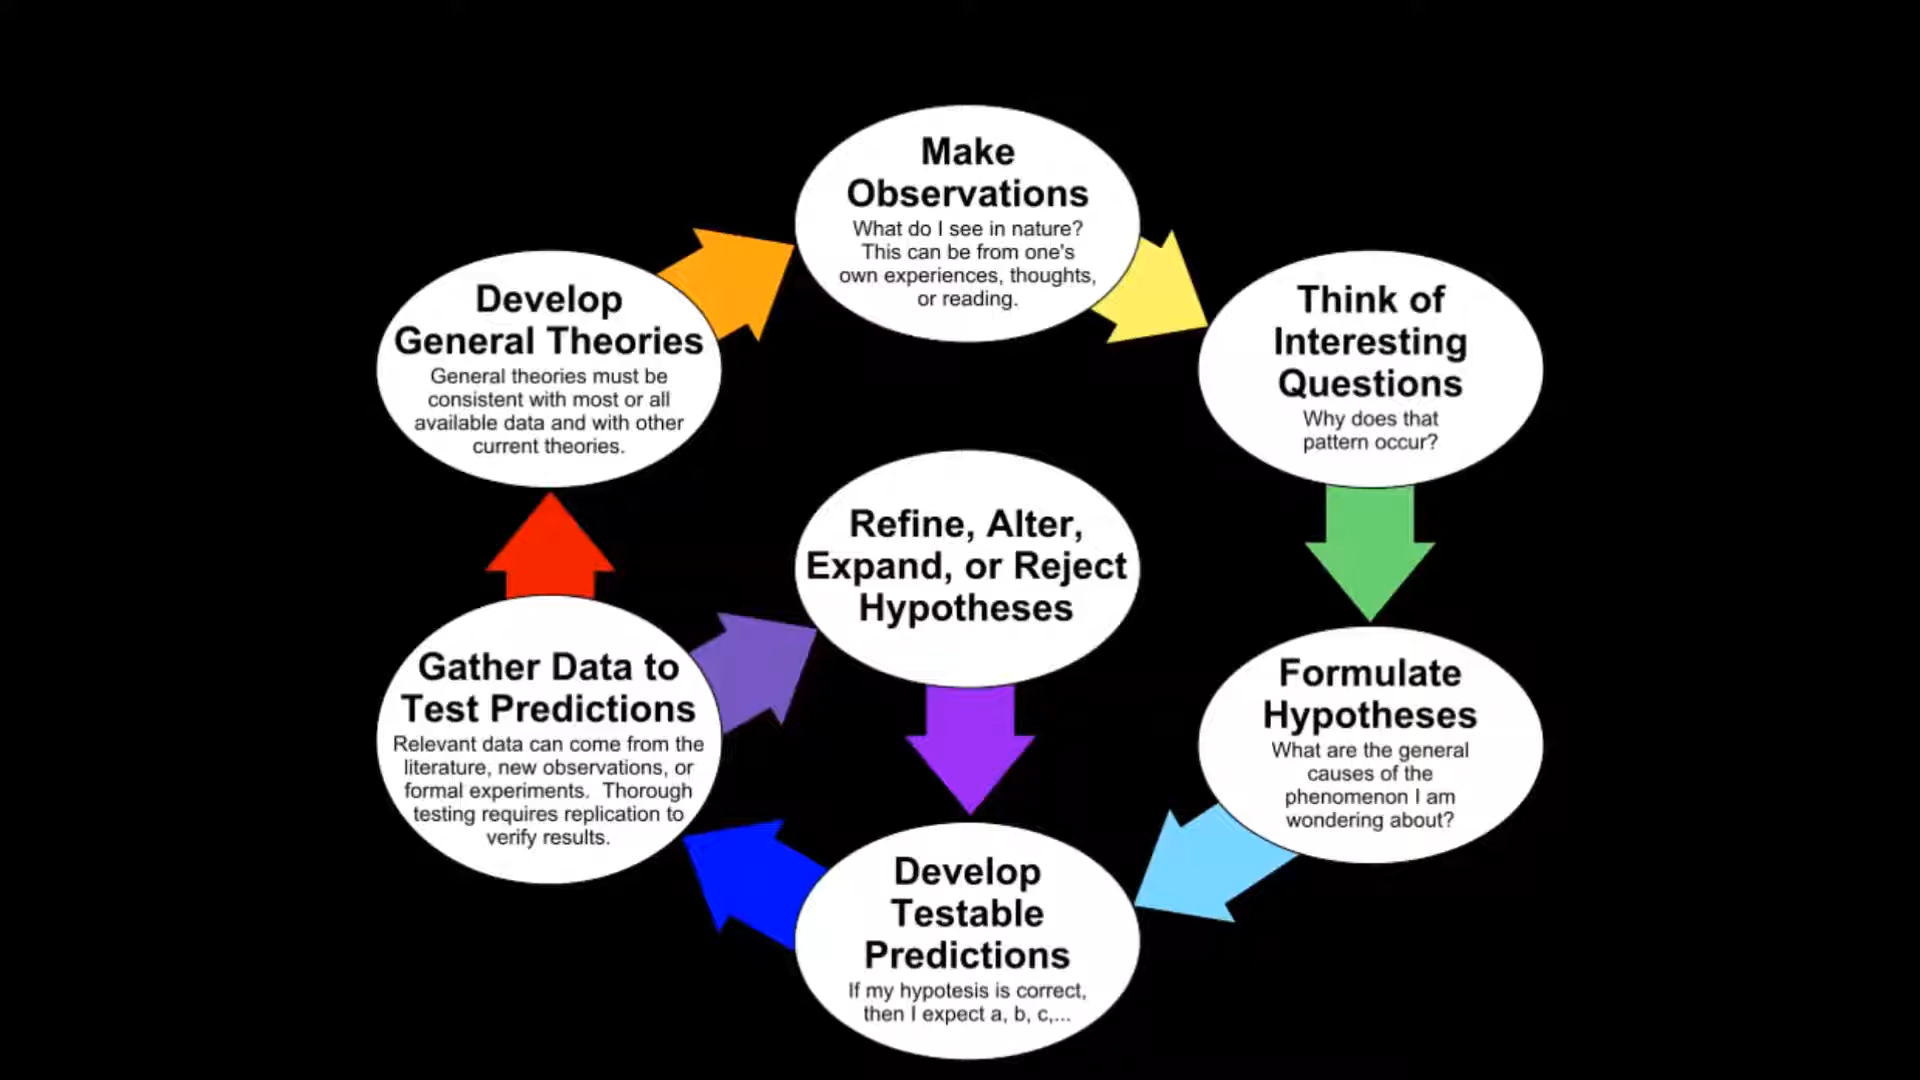 Make
Observations
What do I see in nature?
This can be from one's
own experiences, thoughts,
or reading.
Think of
Interesting
Questions
Why does that
pattern occur?
Formulate
Hypotheses
What are the general
causes of the
phenomenon I am
wondering about?
Develop
Testable
Predictions
If my hypotesis is correct,
then I expect a, b, c,...
Gather Data to
Test Predictions
Relevant data can come from the
literature, new observations, or
formal experiments.  Thorough
testing requires replication to
verify results.
Refine, Alter,
Expand, or Reject
Hypotheses
Develop
General Theories
General theories must be
consistent with most or all
available data and with other
current theories.